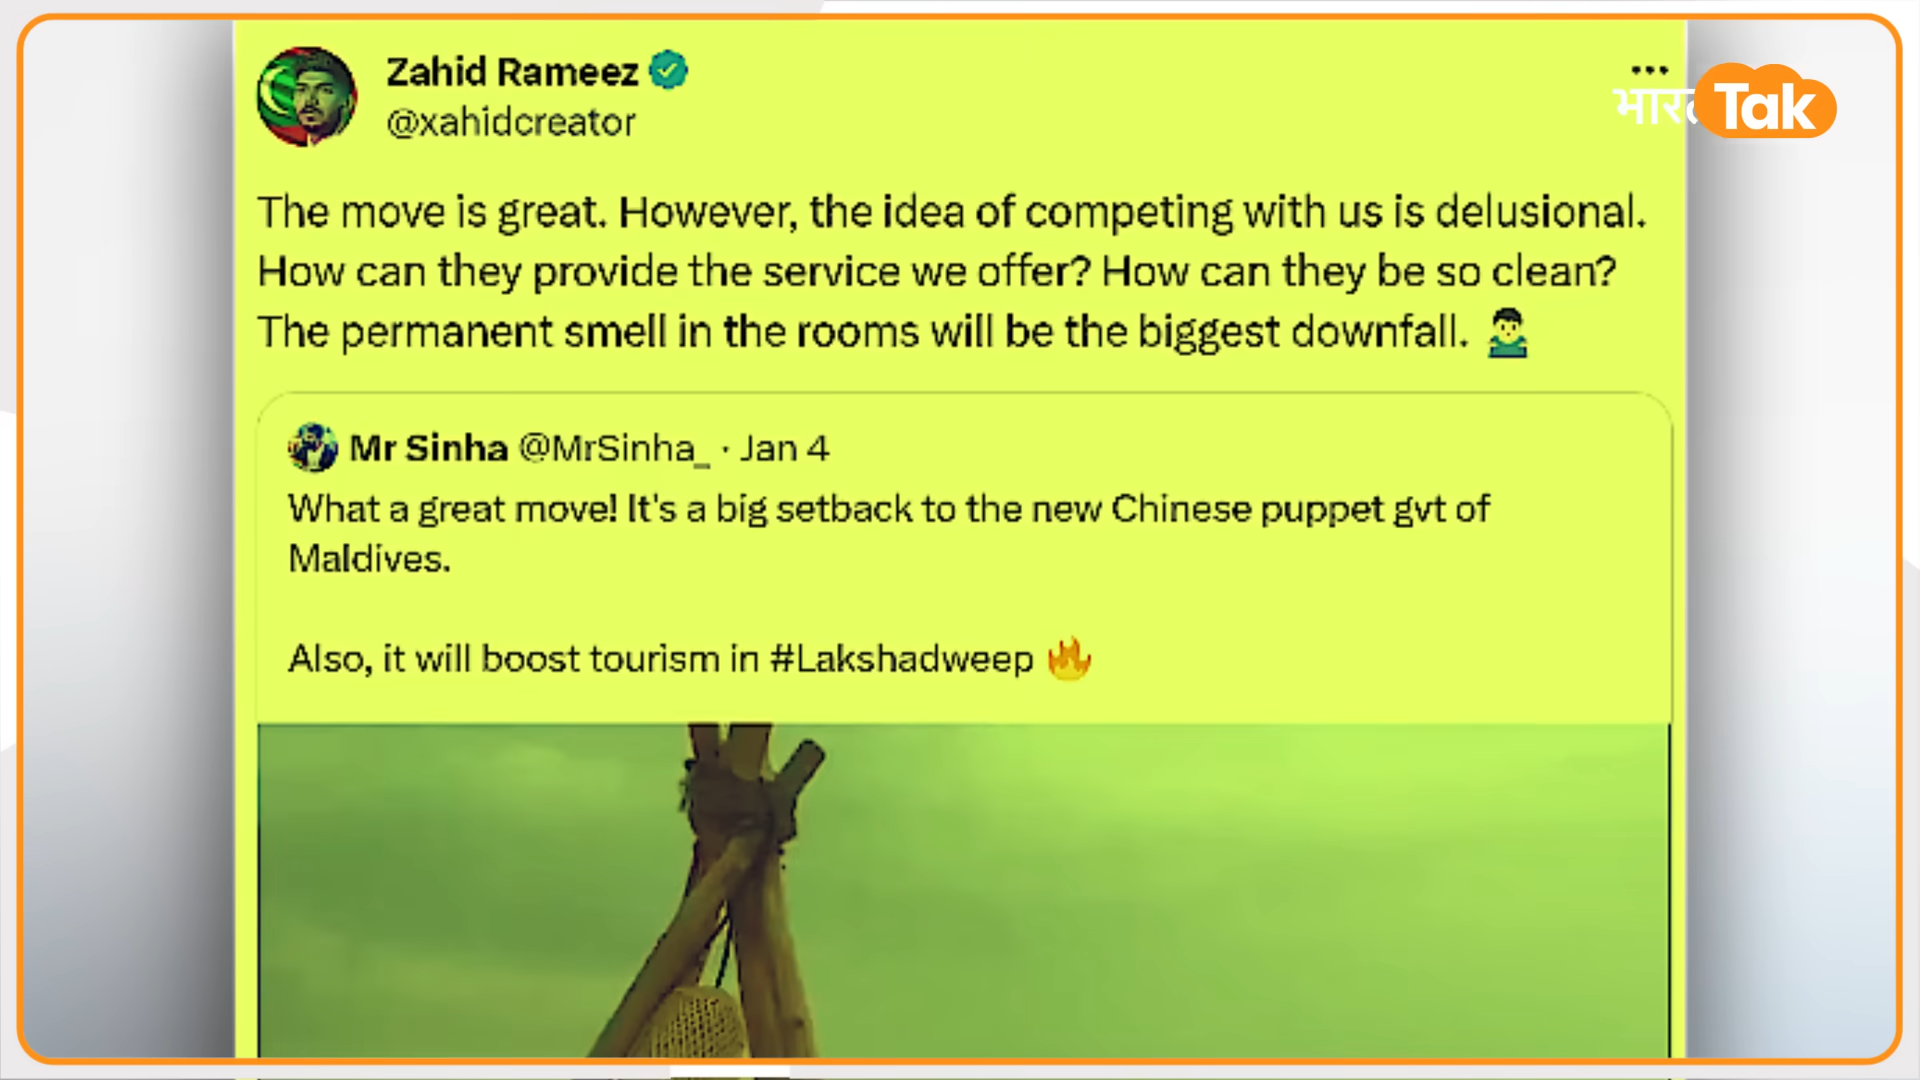 Zahid Rameez
@xahidcreator
भारत Tak
The move is great. However, the idea of competing with us is delusional.
How can they provide the service we offer? How can they be so clean?
The permanent smell in the rooms will be the biggest downfall.
Mr Sinha @MrSinha_ · Jan 4
What a great move! It's a big setback to the new Chinese puppet gvt of
Maldives.
Also, it will boost tourism in #Lakshadweep